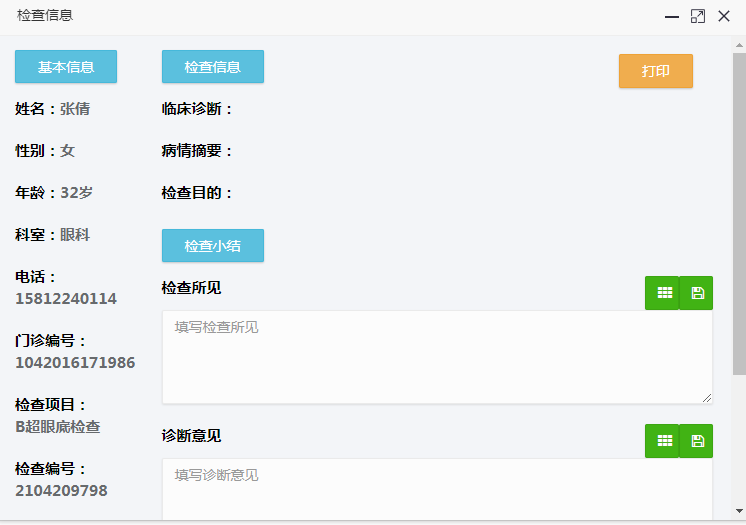 检查信息
基本信息
姓名：张倩
性别：女
年龄：32岁
科室：眼科
电话：
15812240114
门诊编号：
1042016171986
检查项目：
B超眼底检查
检查编号：
2104209798
检查信息
打印
临床诊断：
病情摘要：
检查目的：
检查小结
检查所见
填写检查所见
诊断意见
填写诊断意见